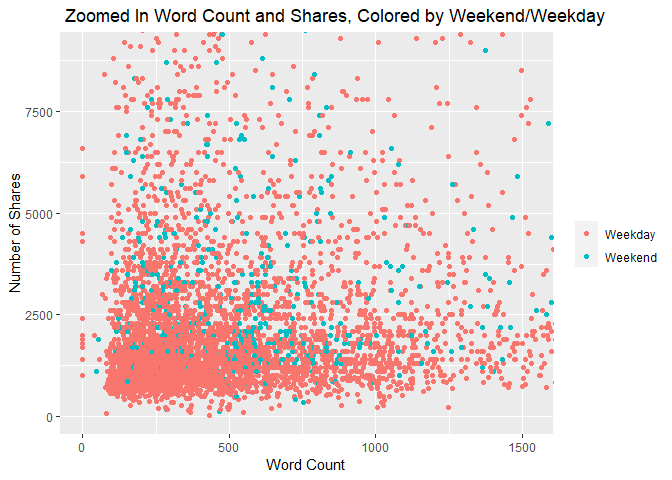 Zoomed In Word Count and Shares, Colored by Weekend/Weekday
7500
5000
2500
0
Number of Shares
Weekday
Weekend
0 500 1000 1500
Word Count